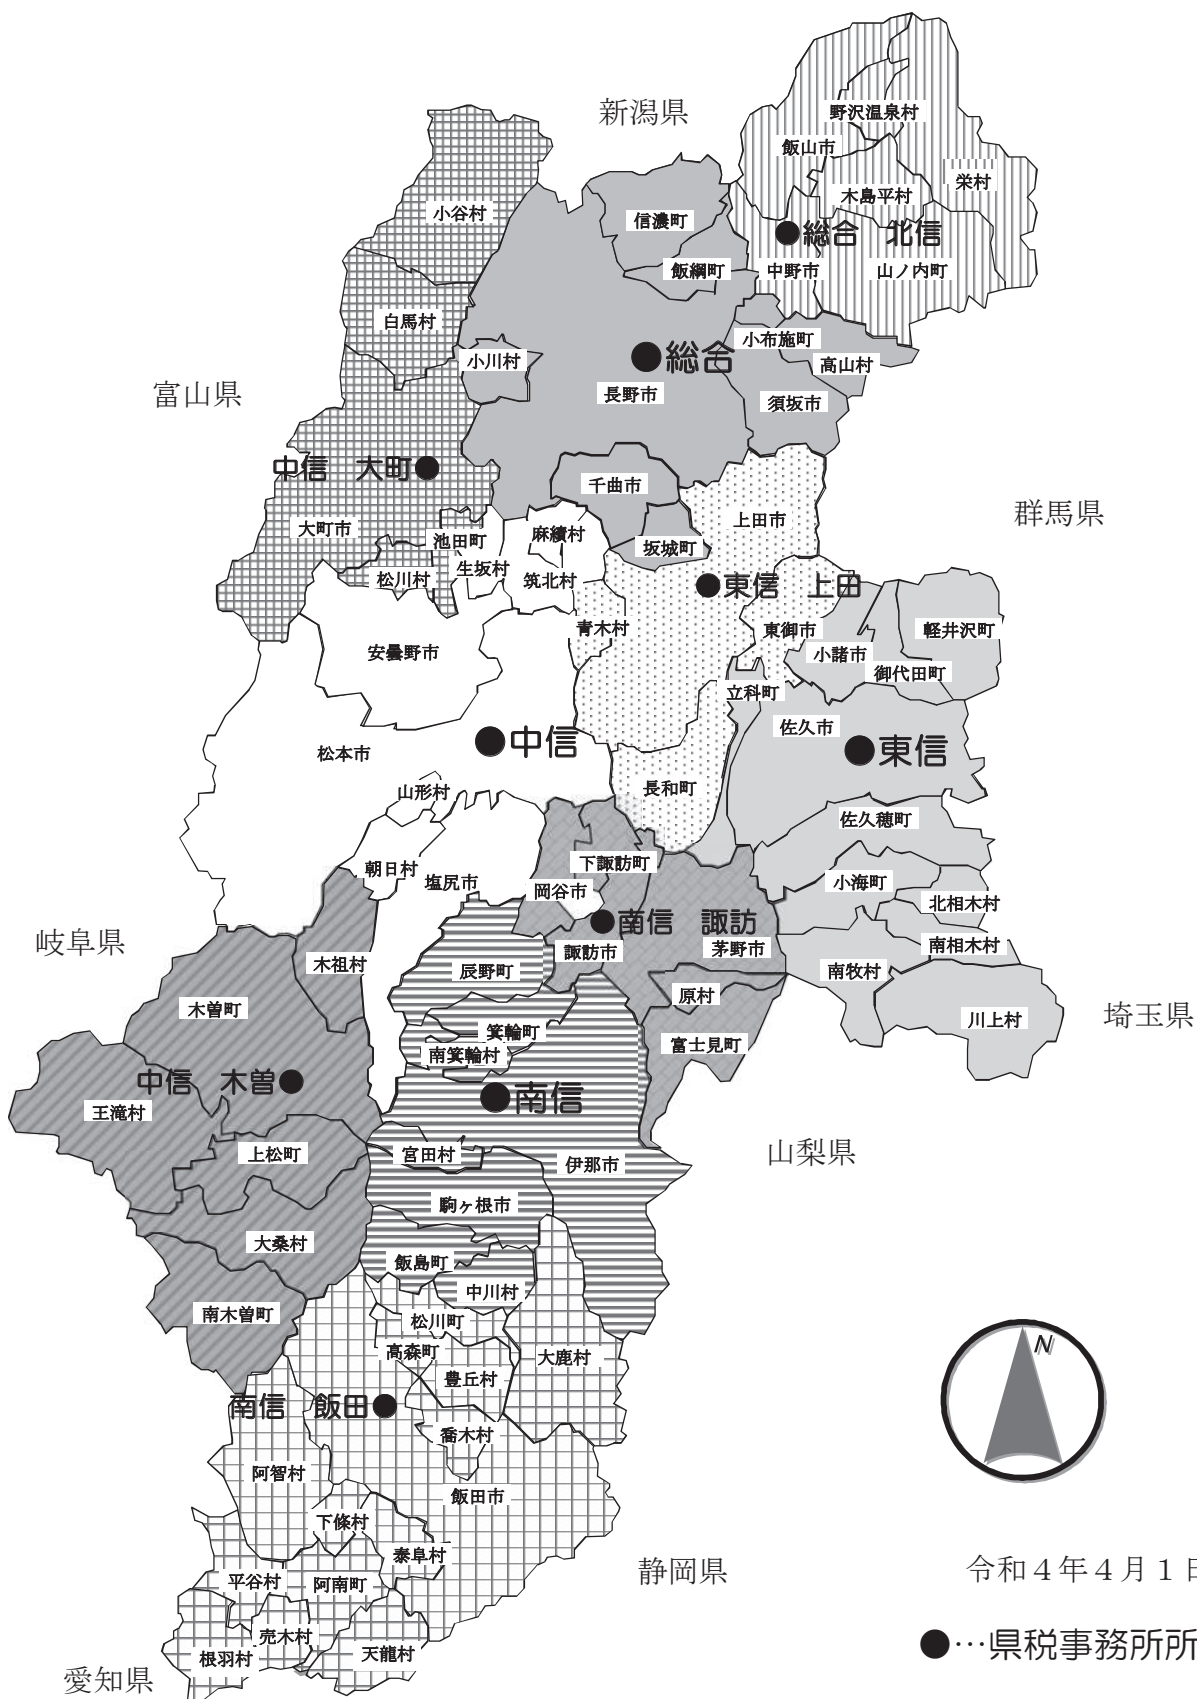 新潟県
野沢温泉村
飯山市
栄村
木島平村
小谷村
信濃町
●総合　北信
飯綱町
中野市
山ノ内町
白馬村
小布施町
小川村
●総合
高山村
富山県
長野市
須坂市
中信　大町●
千曲市
群馬県
大町市
池田町
麻績村
上田市
坂城町
松川村
生坂村
筑北村
●東信　上田
青木村
東御市
軽井沢町
安曇野市
小諸市
御代田町
立科町
佐久市
●中信
●東信
松本市
山形村
長和町
佐久穂町
朝日村
塩尻市
下諏訪町
岡谷市
小海町
北相木村
●南信　諏訪
岐阜県
木祖村
諏訪市
茅野市
南相木村
辰野町
南牧村
木曽町
原村
箕輪町
川上村
埼玉県
南箕輪村
富士見町
中信　木曽●
●南信
王滝村
上松町
宮田村
伊那市
山梨県
駒ヶ根市
大桑村
飯島町
中川村
南木曽町
松川町
高森町
大鹿村
N
豊丘村
南信　飯田●
喬木村
阿智村
飯田市
下條村
泰阜村
静岡県
令和４年４月１日
平谷村
阿南町
売木村
天龍村
●…県税事務所所
根羽村
愛知県